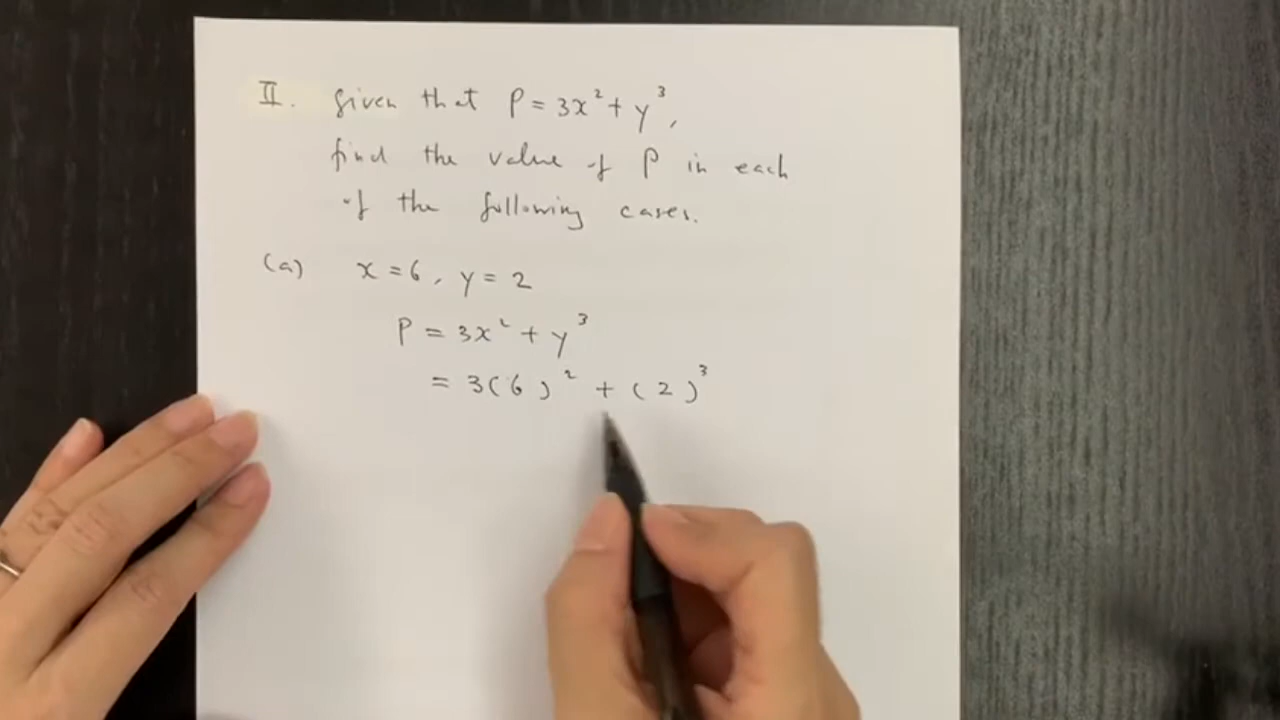 II. Given that P = 3x² + y³,
find the value of P in each
of the following cases.
(a) x = 6, y = 2
P = 3x² + y³
= 3(6)² + (2)³